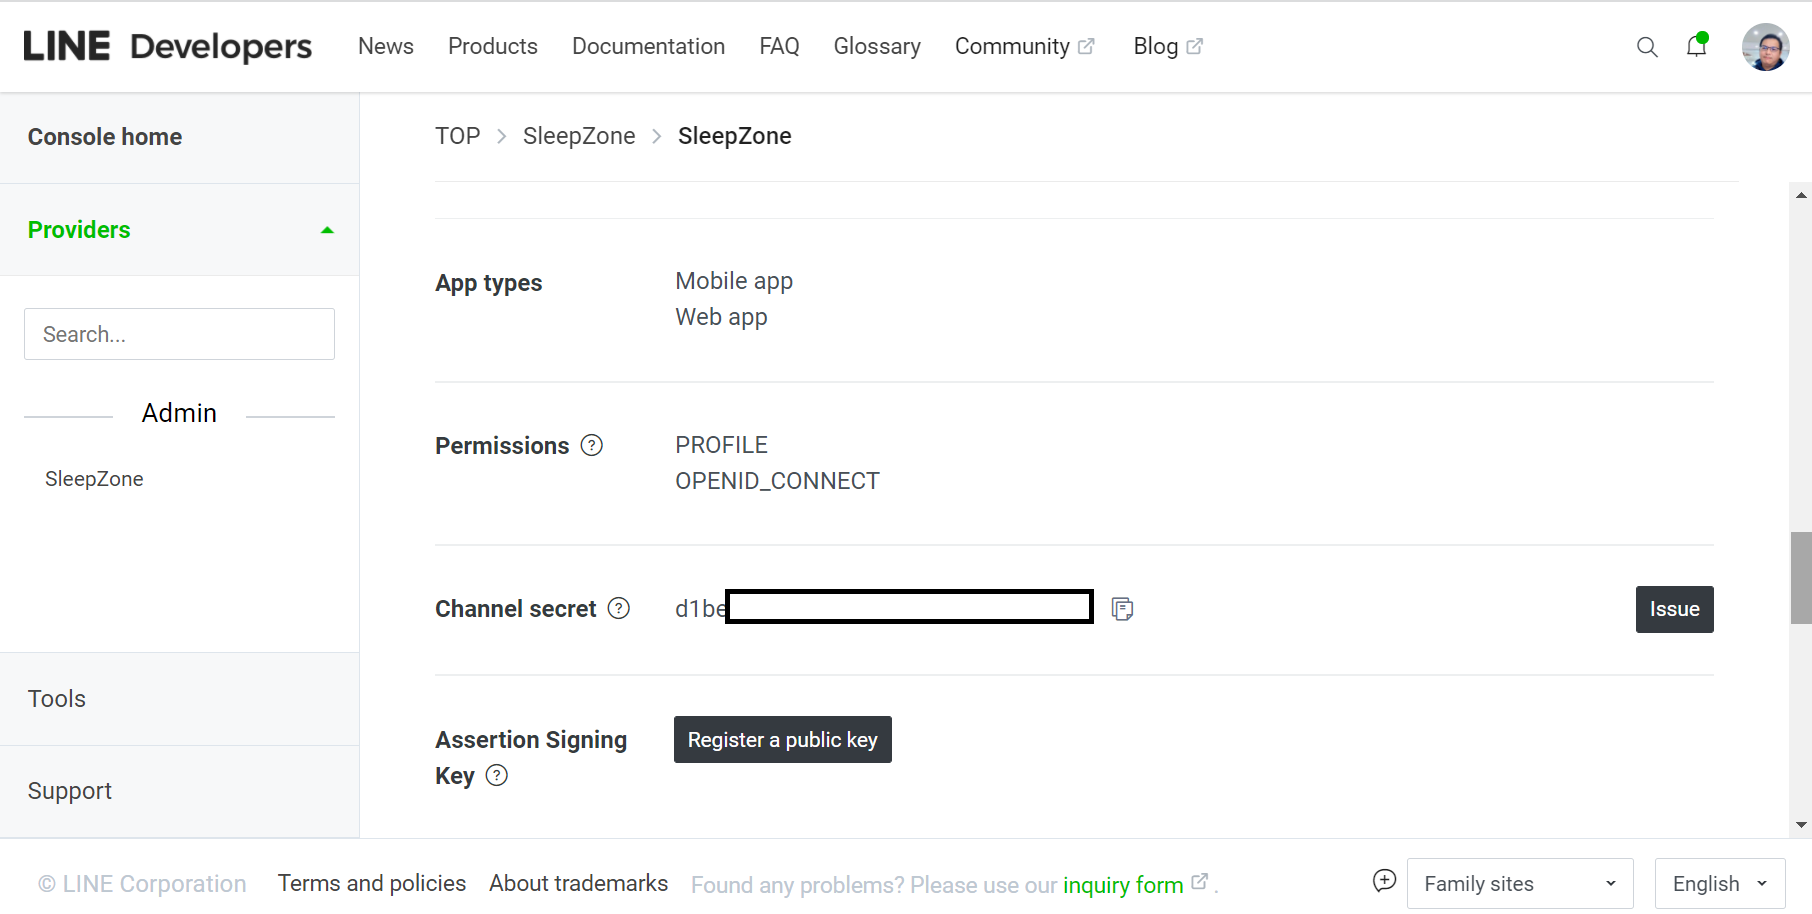 LINE Developers News Products Documentation FAQ Glossary Community Blog
Console home
Providers
Search...
Admin
SleepZone
Tools
Support
TOP > SleepZone > SleepZone
App types
Mobile app
Web app
Permissions ?
PROFILE
OPENID_CONNECT
Channel secret ?
d1be
Issue
Assertion Signing
Key ?
Register a public key
© LINE Corporation Terms and policies About trademarks Found any problems? Please use our inquiry form .
Family sites
English